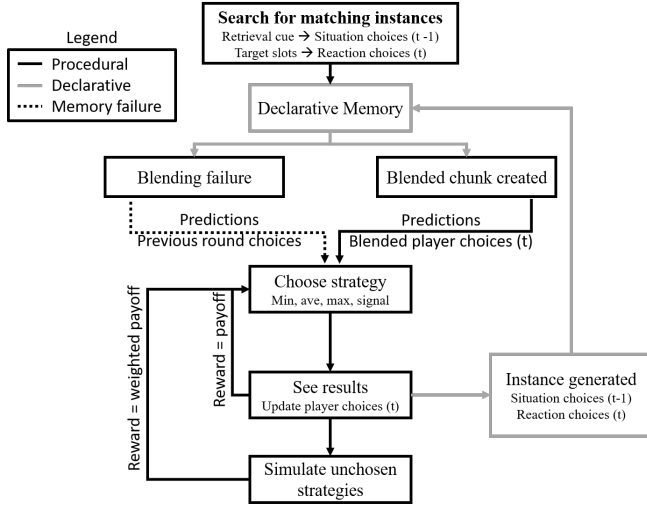 Search for matching instances
Retrieval cue → Situation choices (t -1)
Target slots → Reaction choices (t)
Legend
Procedural
Declarative
Memory failure
Declarative Memory
Blending failure
Blended chunk created
Predictions
Previous round choices
Predictions
Blended player choices (t)
Choose strategy
Min, ave, max, signal
Reward = weighted payoff
Reward = payoff
See results
Update player choices (t)
Instance generated
Situation choices (t-1)
Reaction choices (t)
Simulate unchosen
strategies